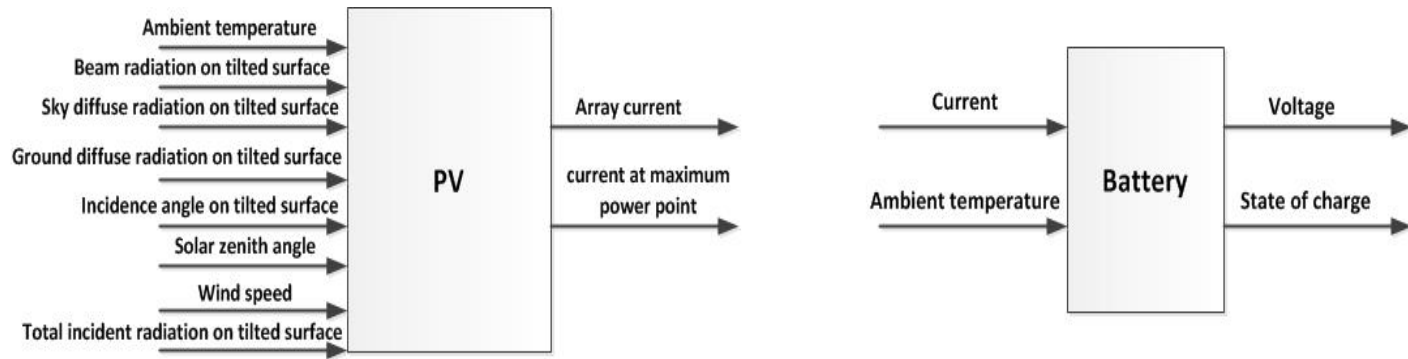 Ambient temperature
Beam radiation on tilted surface
Sky diffuse radiation on tilted surface
Ground diffuse radiation on tilted surface
Incidence angle on tilted surface
Solar zenith angle
Wind speed
Total incident radiation on tilted surface
PV
Array current
current at maximum
power point
Current
Ambient temperature
Battery
Voltage
State of charge